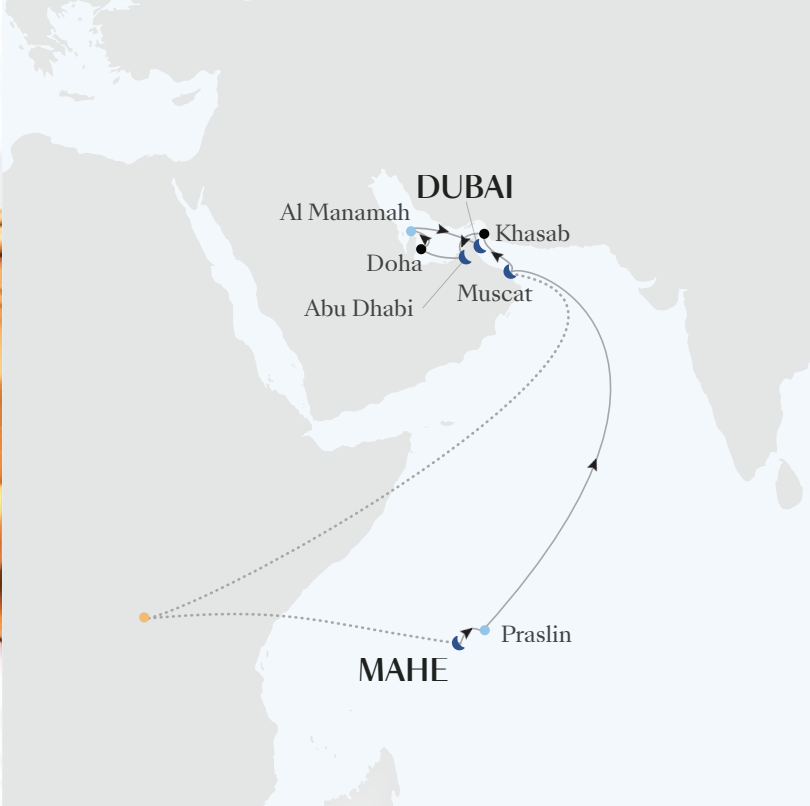 DUBAI
Al Manamah
Khasab
Doha
Muscat
Abu Dhabi
Praslin
MAHE